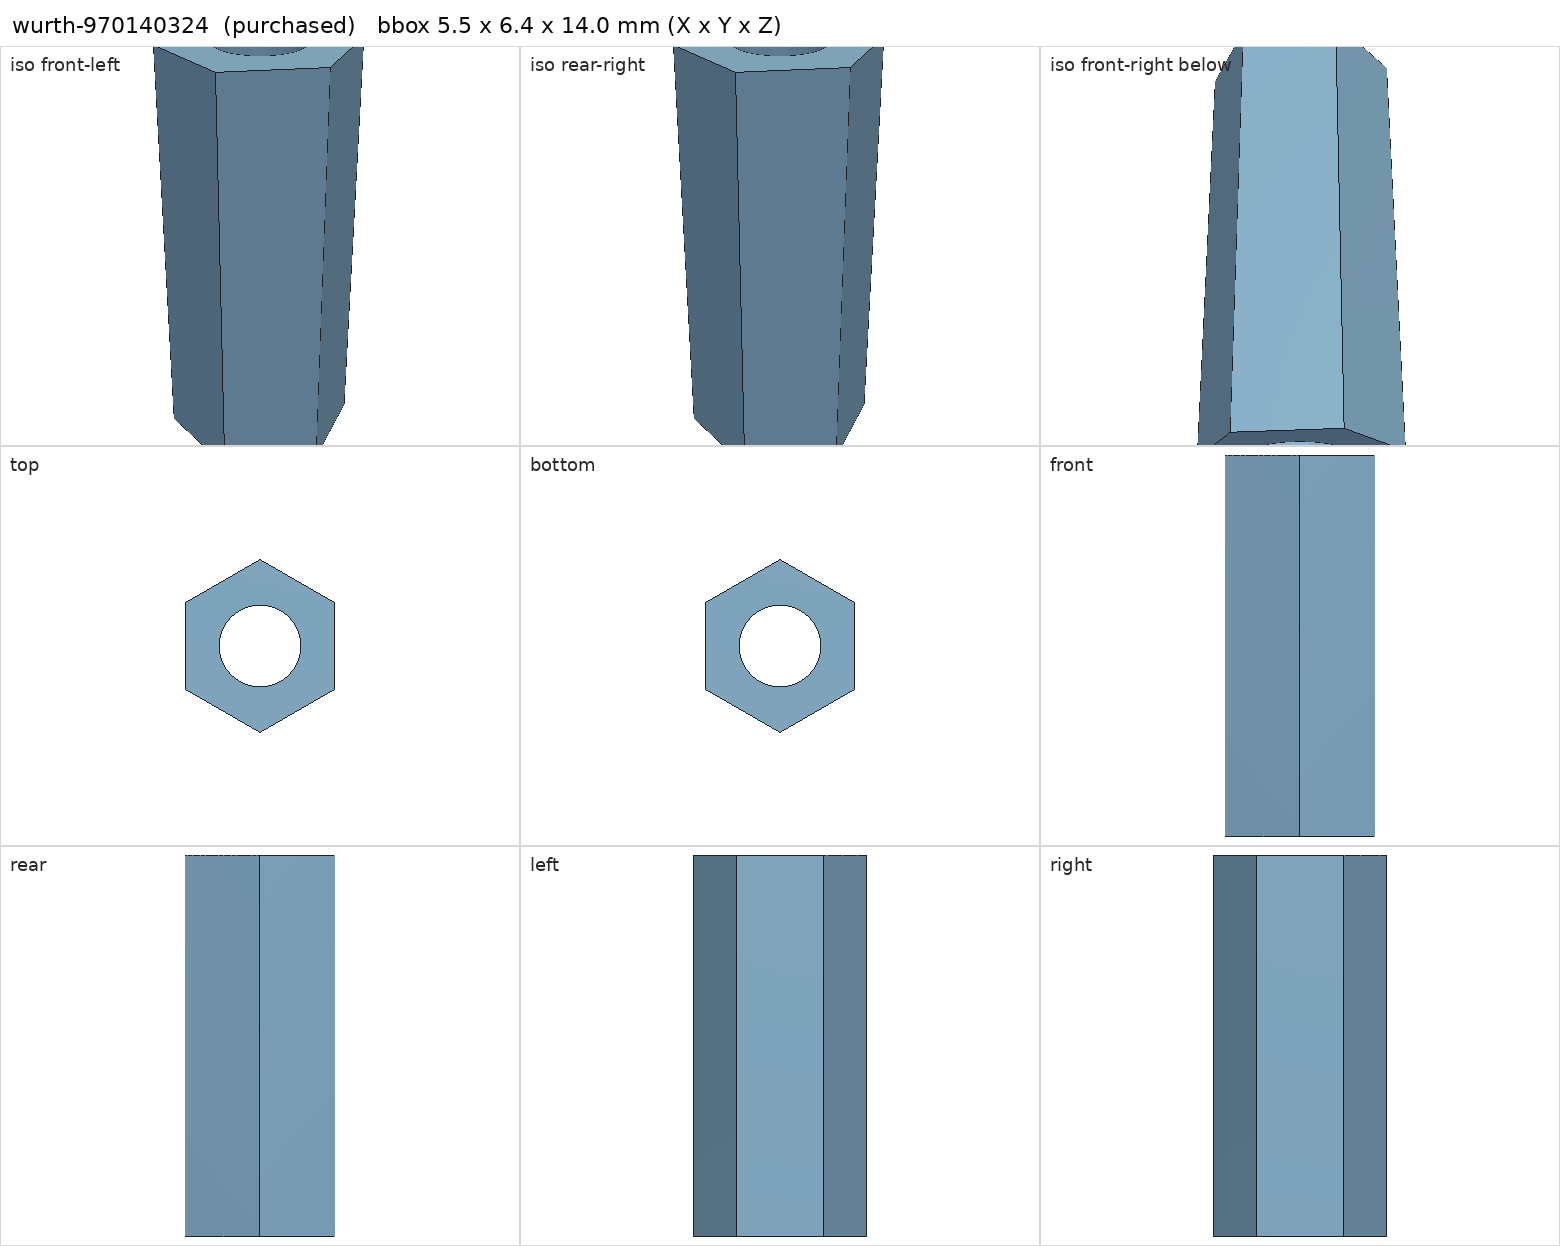 wurth-970140324 (purchased) bbox 5.5 x 6.4 x 14.0 mm (X x Y x Z)
iso front-left
iso rear-right
iso front-right below
top
bottom
front
rear
left
right